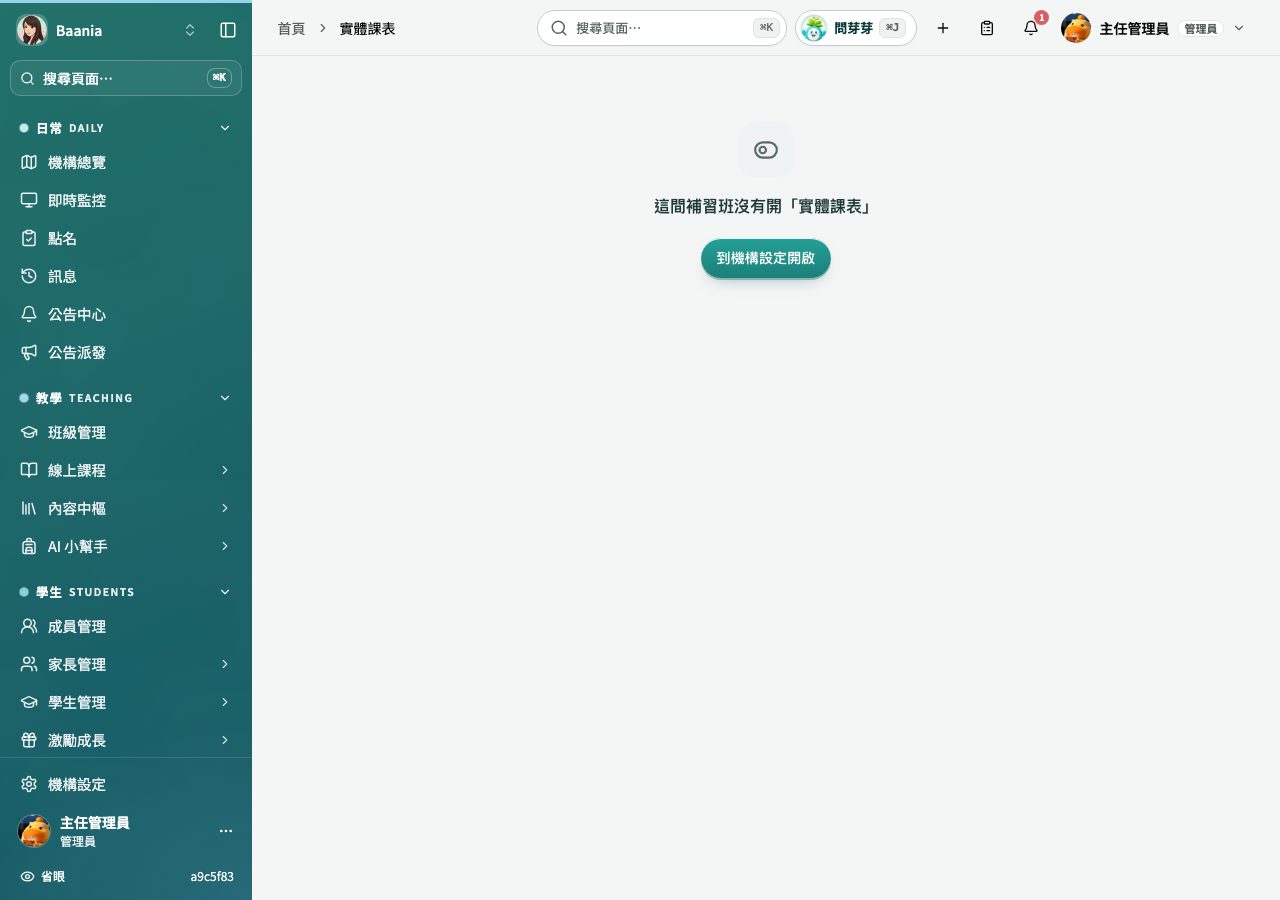 Baania
搜尋頁面… ⌘K
日常 DAILY
機構總覽
即時監控
點名
訊息
公告中心
公告派發
教學 TEACHING
班級管理
線上課程
內容中樞
AI 小幫手
學生 STUDENTS
成員管理
家長管理
學生管理
激勵成長
機構設定
主任管理員
管理員
省眼 a9c5f83
首頁 實體課表 搜尋頁面… ⌘K 問芽芽 ⌘J 1 主任管理員 管理員
這間補習班沒有開「實體課表」
到機構設定開啟